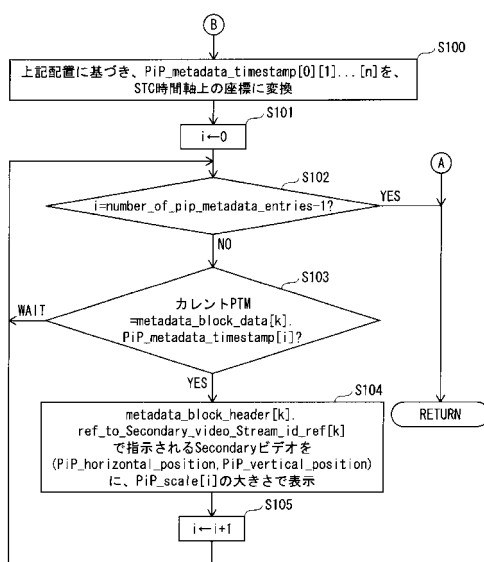 B
S100
上記配置に基づき、PiP_metadata_timestamp[0][1]...[n]を、
STC時間軸上の座標に変換
S101
i←0
S102
A
i=number_of_pip_metadata_entries-1?
YES
NO
S103
WAIT
カレントPTM
=metadata_block_data[k].
PiP_metadata_timestamp[i]?
YES
S104
metadata_block_header[k].
ref_to_Secondary_video_Stream_id_ref[k]
で指示されるSecondaryビデオを
(PiP_horizontal_position,PiP_vertical_position)
に、PiP_scale[i]の大きさで表示
RETURN
S105
i←i+1